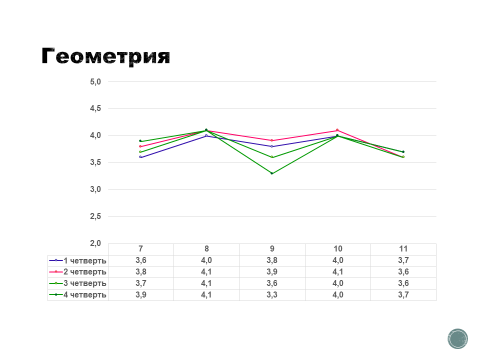 Геометрия
5,0
4,5
4,0
3,5
3,0
2,5
2,0
7 8 9 10 11
1 четверть 3,6 4,0 3,8 4,0 3,7
2 четверть 3,8 4,1 3,9 4,1 3,6
3 четверть 3,7 4,1 3,6 4,0 3,6
4 четверть 3,9 4,1 3,3 4,0 3,7